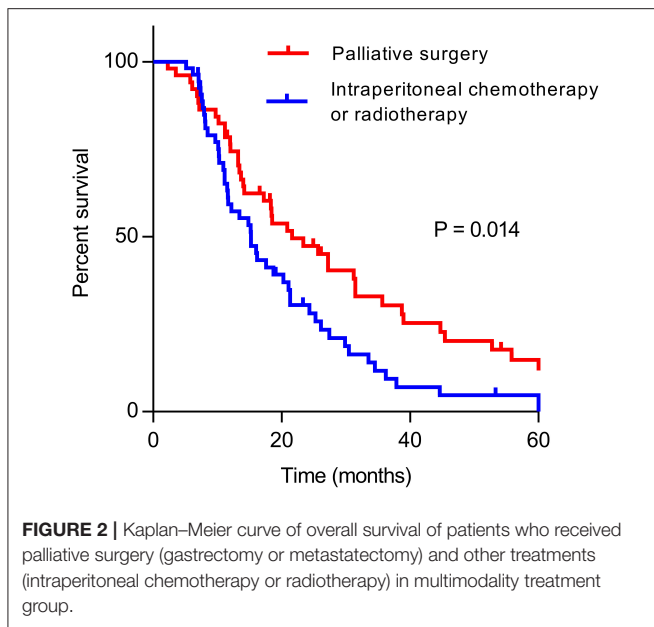 Palliative surgery
Intraperitoneal chemotherapy
or radiotherapy
100
50
0
Percent survival
P = 0.014
0 20 40 60
Time (months)
FIGURE 2 | Kaplan–Meier curve of overall survival of patients who received
palliative surgery (gastrectomy or metastatectomy) and other treatments
(intraperitoneal chemotherapy or radiotherapy) in multimodality treatment
group.